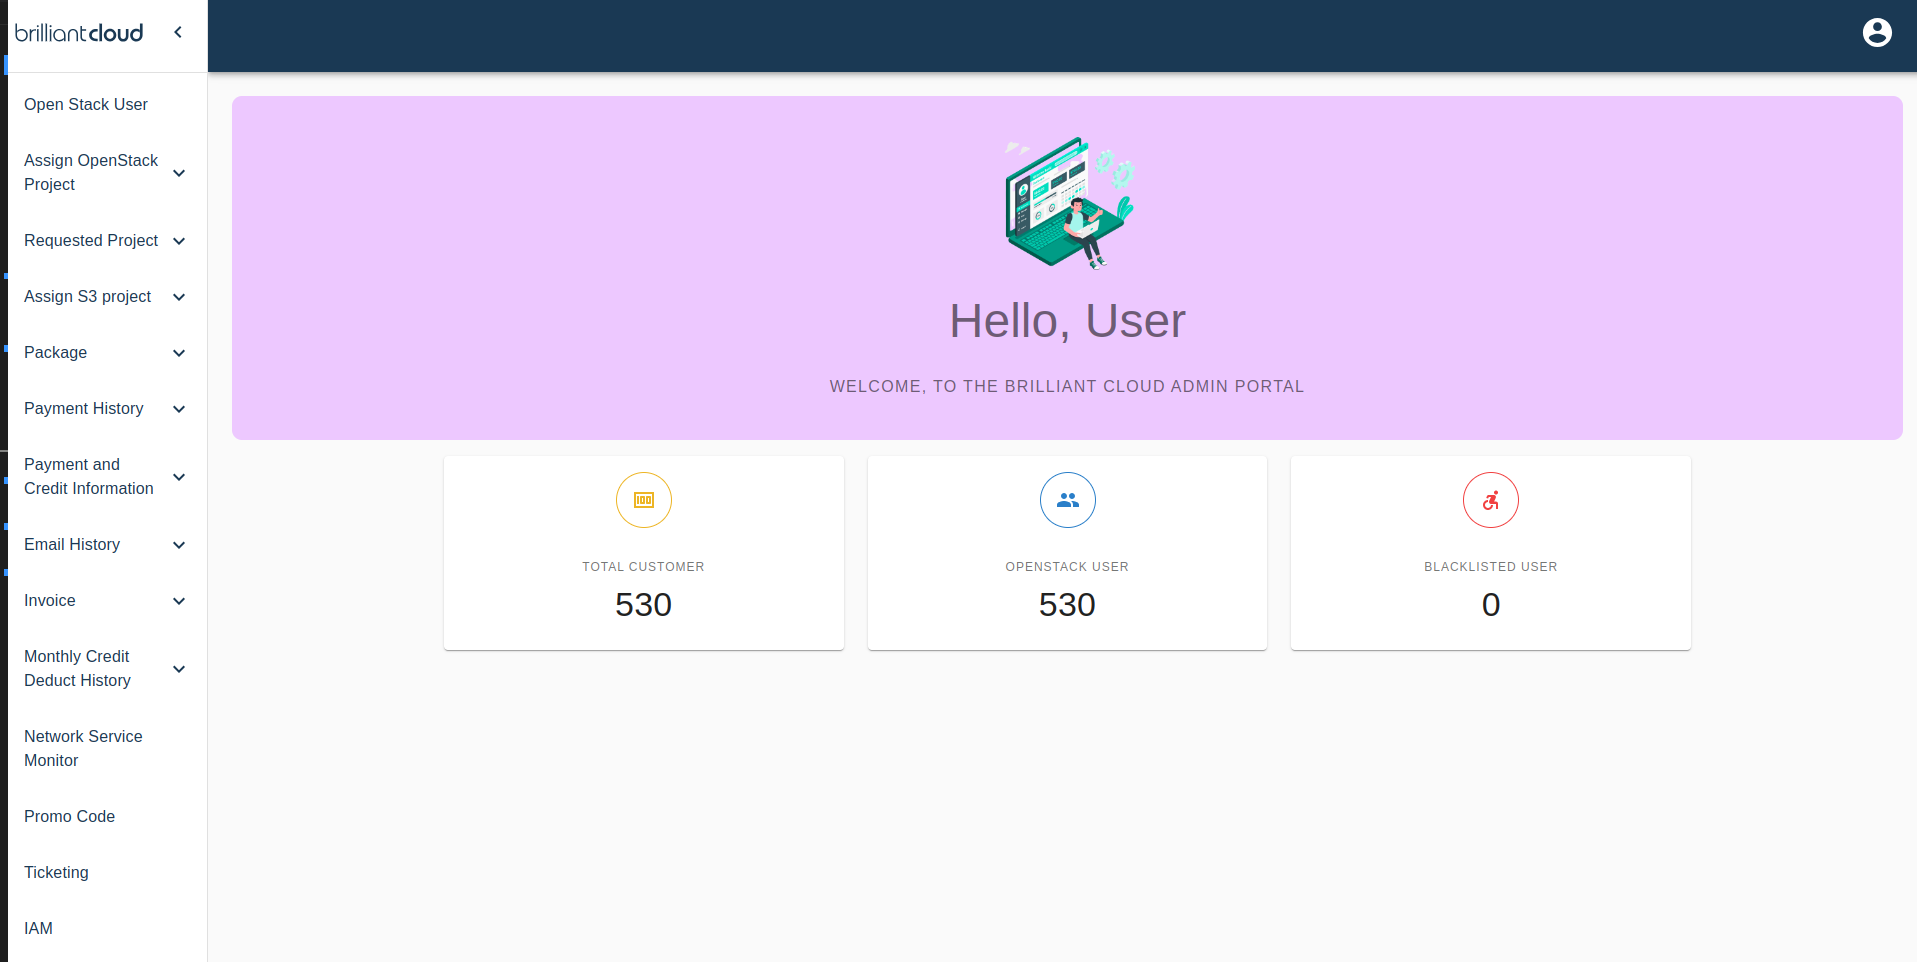 brilliantcloud
Open Stack User
Assign OpenStack
Project
Requested Project
Assign S3 project
Package
Payment History
Payment and
Credit Information
Email History
Invoice
Monthly Credit
Deduct History
Network Service
Monitor
Promo Code
Ticketing
IAM
Hello, User
WELCOME, TO THE BRILLIANT CLOUD ADMIN PORTAL
TOTAL CUSTOMER
530
OPENSTACK USER
530
BLACKLISTED USER
0